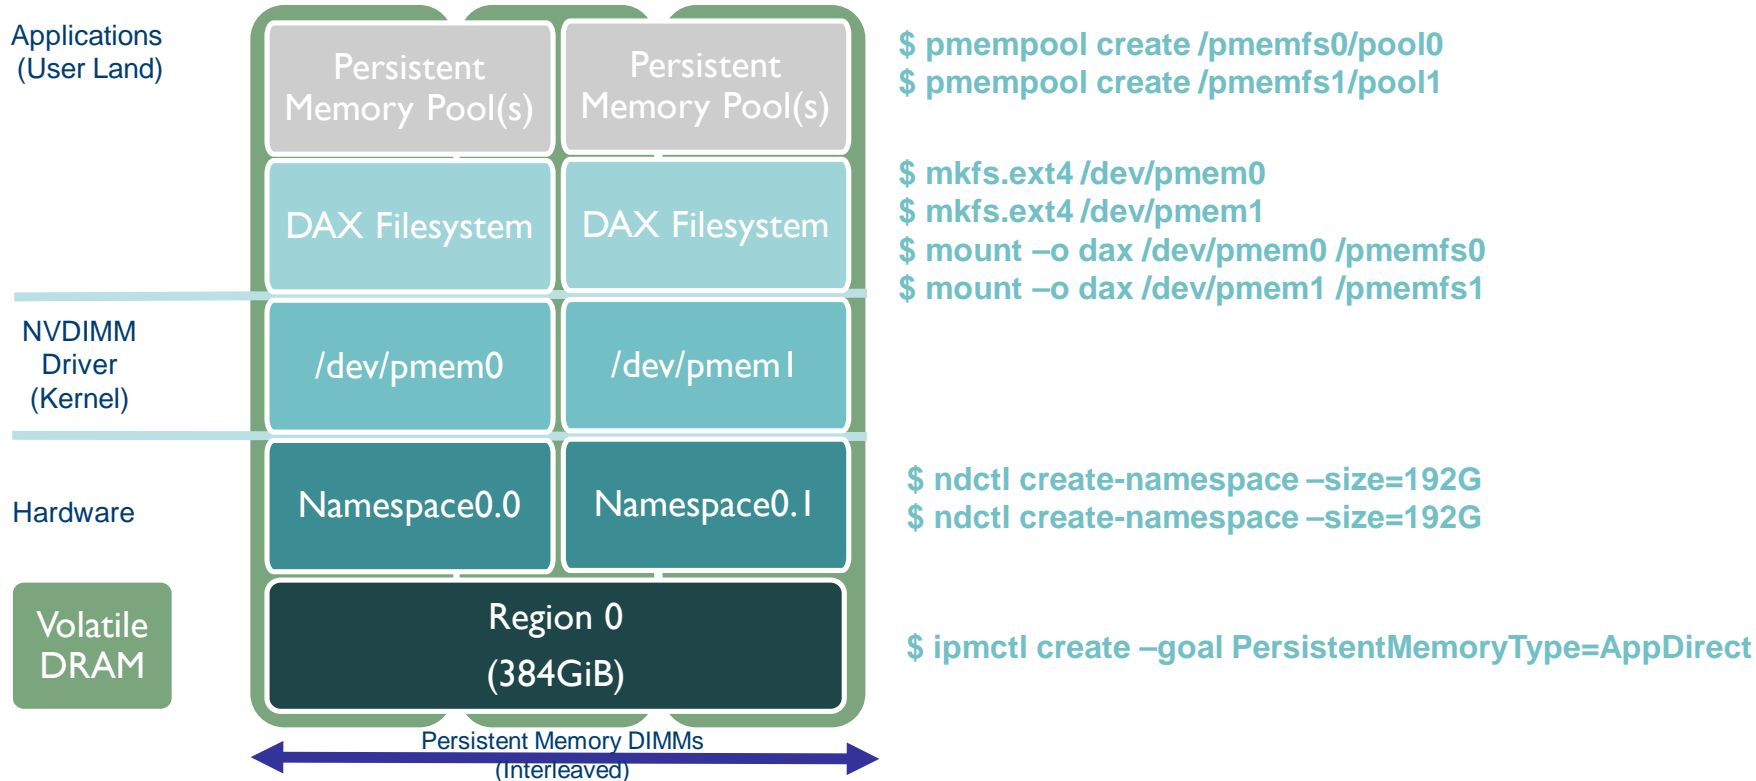 Applications
(User Land)
Persistent
Memory Pool(s)
Persistent
Memory Pool(s)
$ pmempool create /pmemfs0/pool0
$ pmempool create /pmemfs1/pool1
DAX Filesystem
DAX Filesystem
$ mkfs.ext4 /dev/pmem0
$ mkfs.ext4 /dev/pmem1
$ mount –o dax /dev/pmem0 /pmemfs0
$ mount –o dax /dev/pmem1 /pmemfs1
NVDIMM
Driver
(Kernel)
/dev/pmem0
/dev/pmem1
Hardware
Namespace0.0
Namespace0.1
$ ndctl create-namespace –size=192G
$ ndctl create-namespace –size=192G
Volatile
DRAM
Region 0
(384GiB)
$ ipmctl create –goal PersistentMemoryType=AppDirect
Persistent Memory DIMMs
(Interleaved)